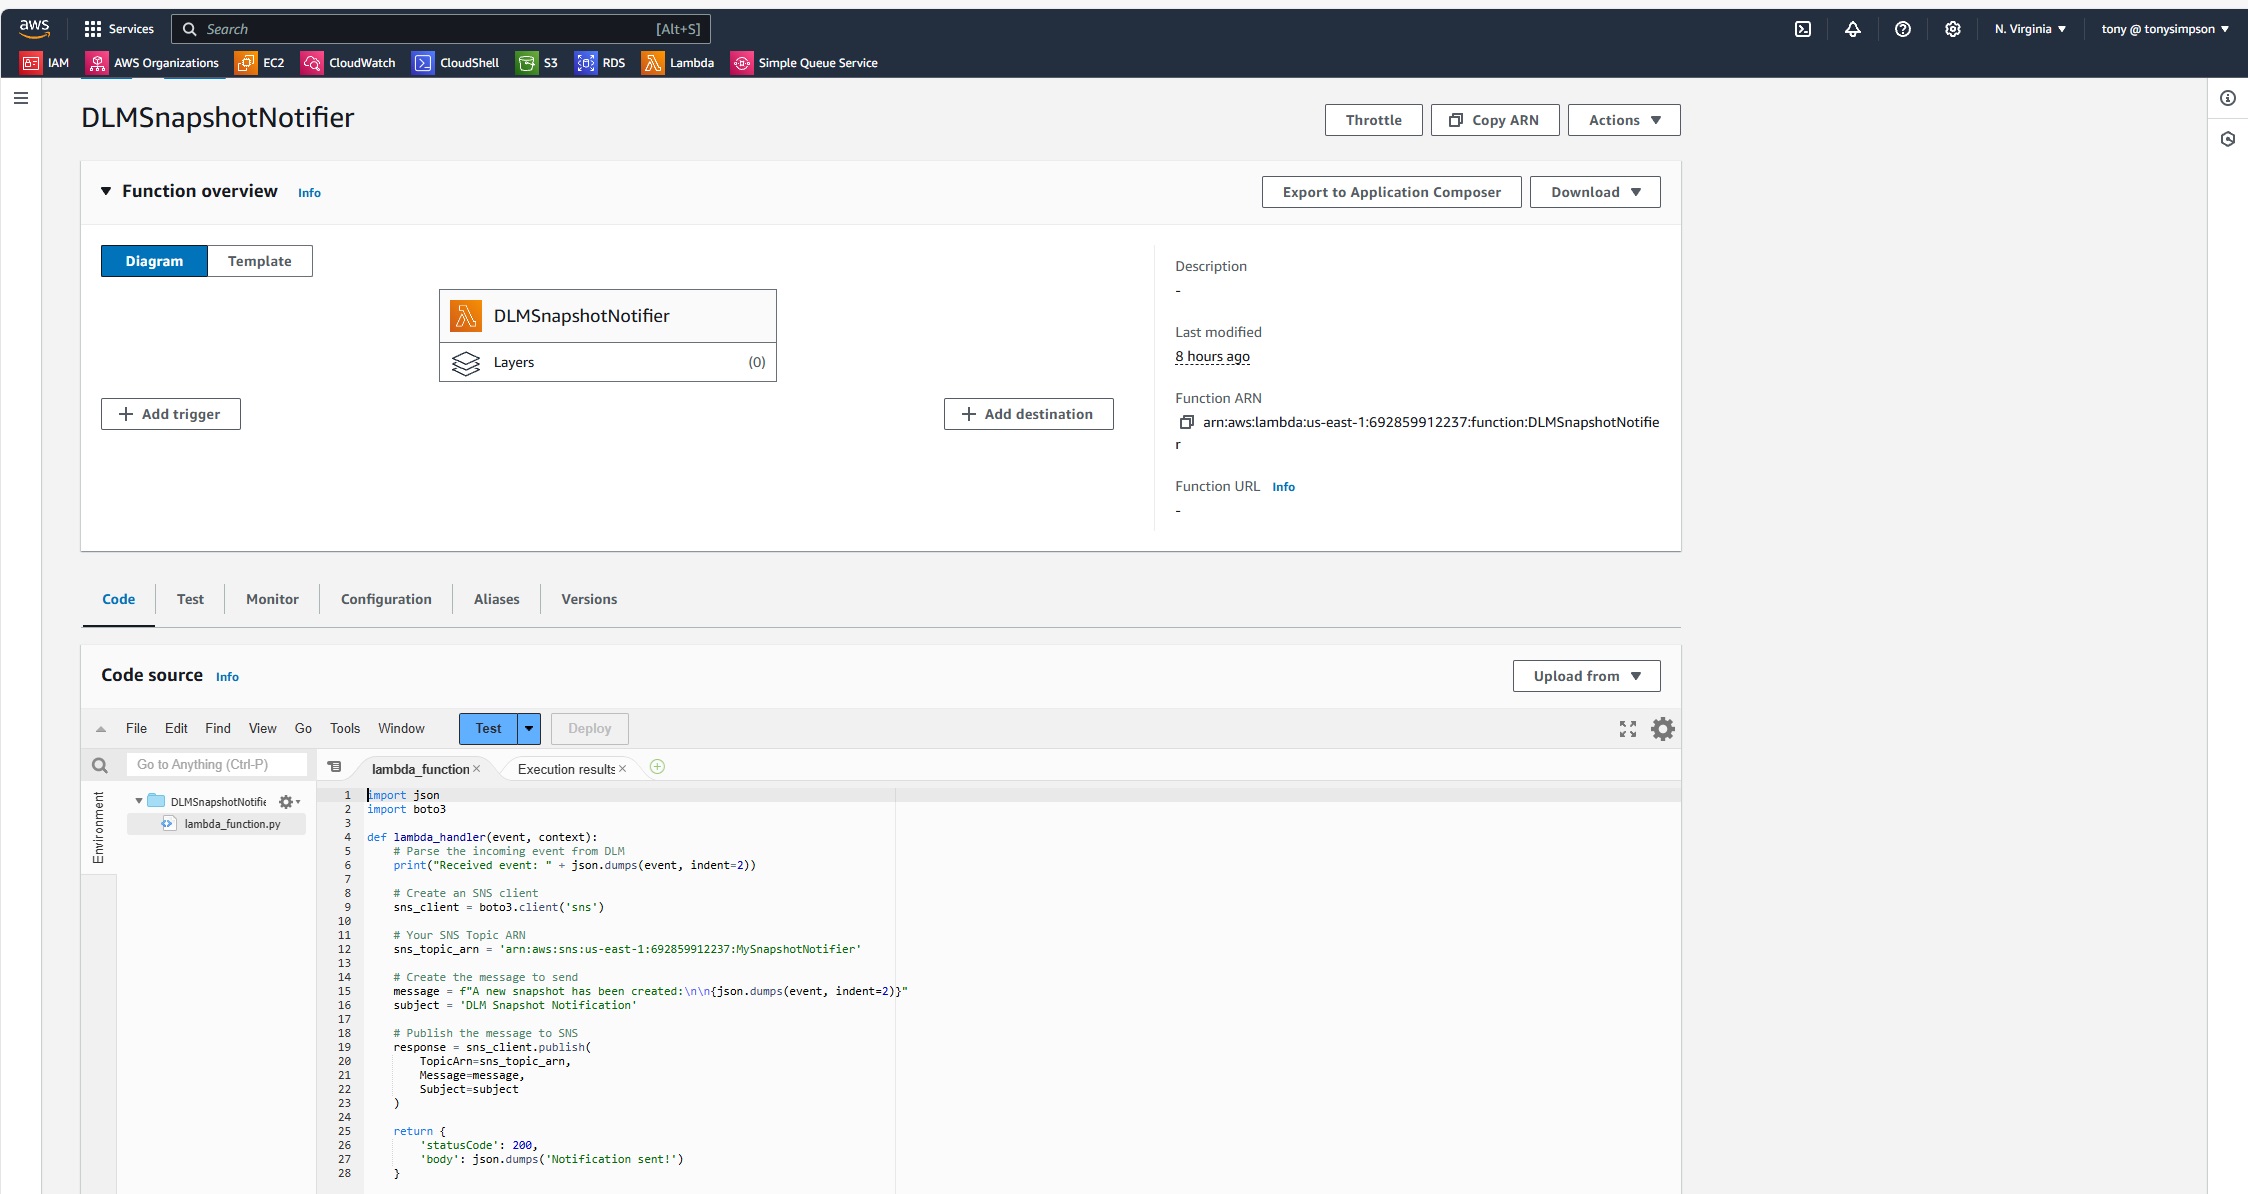 aws
Services
Search
[Alt+S]
N. Virginia
tony @ tonysimpson
IAM
AWS Organizations
EC2
CloudWatch
CloudShell
S3
RDS
Lambda
Simple Queue Service
DLMSnapshotNotifier
Throttle
Copy ARN
Actions
Function overview
Info
Export to Application Composer
Download
Diagram
Template
DLMSnapshotNotifier
Layers
(0)
Add trigger
Add destination
Description
-
Last modified
8 hours ago
Function ARN
arn:aws:lambda:us-east-1:692859912237:function:DLMSnapshotNotifie
r
Function URL Info
-
Code
Test
Monitor
Configuration
Aliases
Versions
Code source Info
Upload from
File
Edit
Find
View
Go
Tools
Window
Test
Deploy
Go to Anything (Ctrl-P)
Environment
DLMSnapshotNotifie
lambda_function.py
lambda_function
Execution results
1 import json
2 import boto3
3
4 def lambda_handler(event, context):
5 # Parse the incoming event from DLM
6 print("Received event: " + json.dumps(event, indent=2))
7
8 # Create an SNS client
9 sns_client = boto3.client('sns')
10
11 # Your SNS Topic ARN
12 sns_topic_arn = 'arn:aws:sns:us-east-1:692859912237:MySnapshotNotifier'
13
14 # Create the message to send
15 message = f"A new snapshot has been created:\n\n{json.dumps(event, indent=2)}"
16 subject = 'DLM Snapshot Notification'
17
18 # Publish the message to SNS
19 response = sns_client.publish(
20 TopicArn=sns_topic_arn,
21 Message=message,
22 Subject=subject
23 )
24
25 return {
26 'statusCode': 200,
27 'body': json.dumps('Notification sent!')
28 }